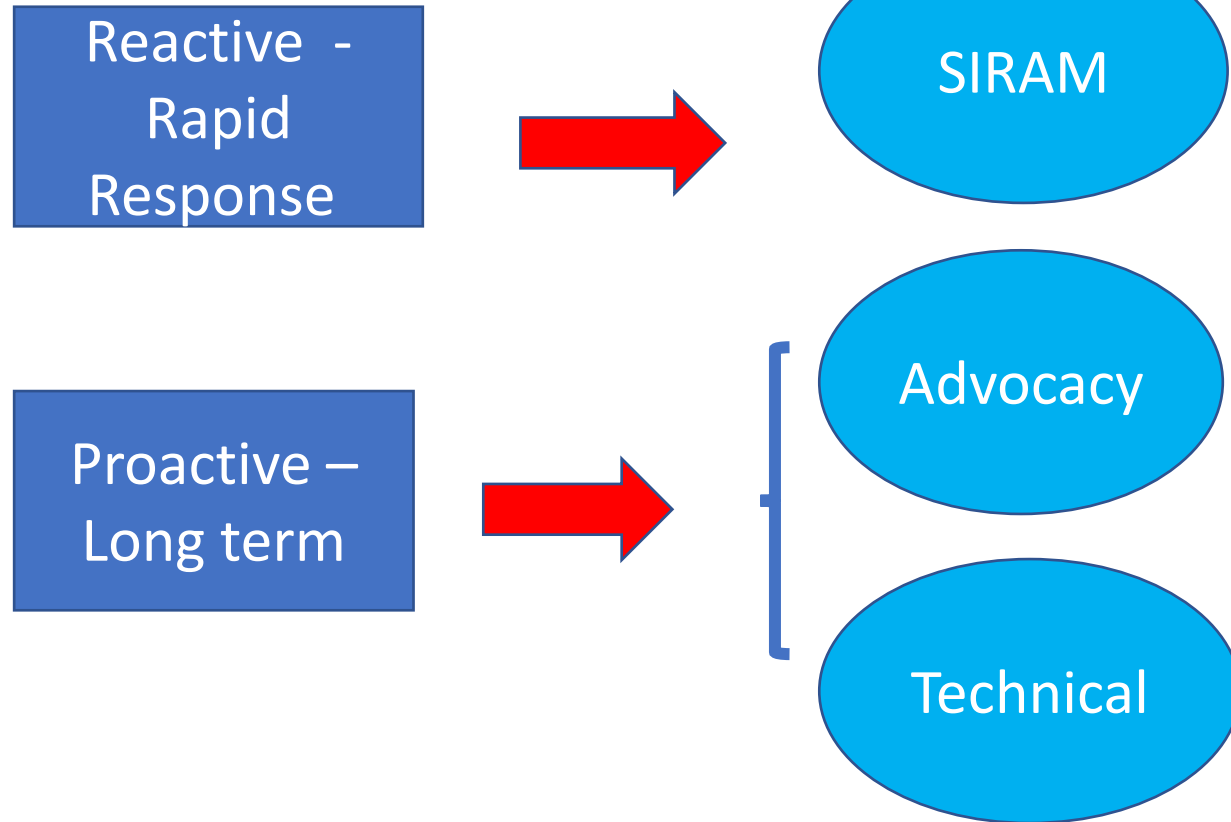 Reactive  -
Rapid
Response
SIRAM
Proactive –
Long term
Advocacy
Technical